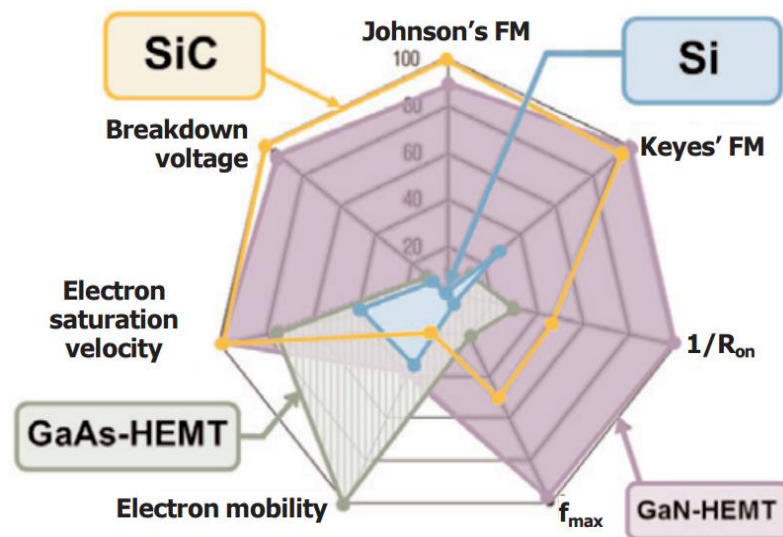 Johnson's FM
SiC
Si
100
80
60
40
20
Breakdown
voltage
Keyes' FM
Electron
saturation
velocity
1/Ron
GaAs-HEMT
Electron mobility
fmax
GaN-HEMT